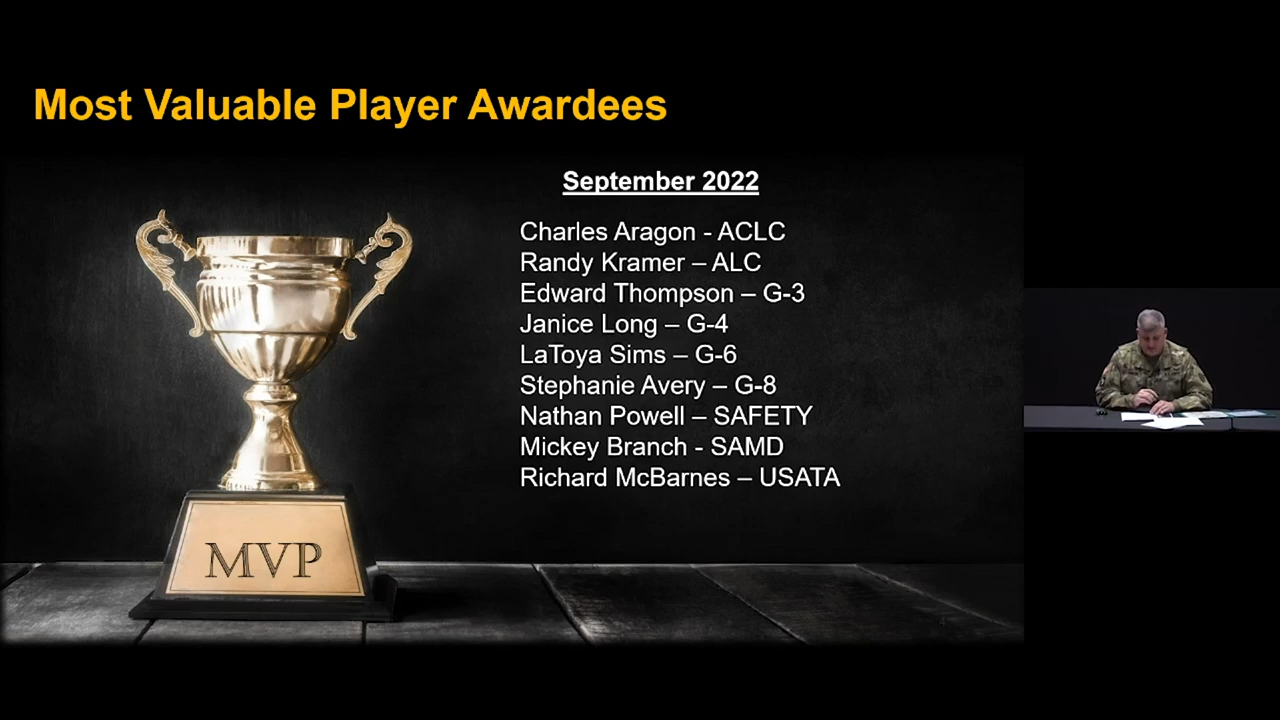 Most Valuable Player Awardees
September 2022
Charles Aragon - ACLC
Randy Kramer – ALC
Edward Thompson – G-3
Janice Long – G-4
LaToya Sims – G-6
Stephanie Avery – G-8
Nathan Powell – SAFETY
Mickey Branch - SAMD
Richard McBarnes – USATA
MVP